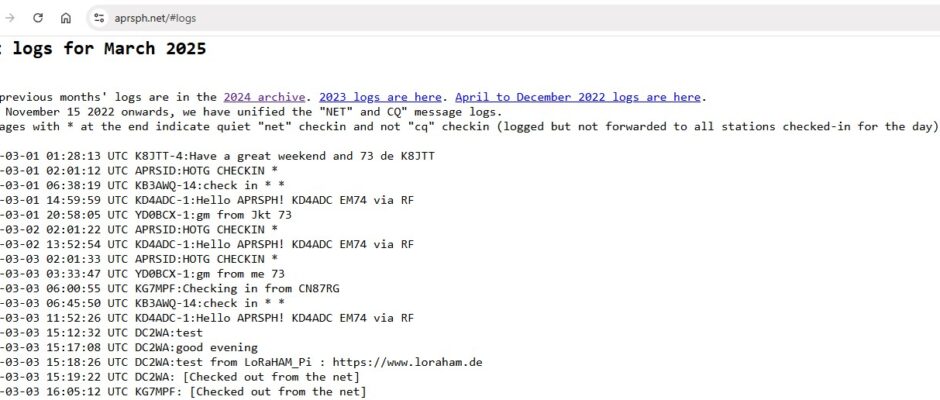 aprsph.net/#logs
logs for March 2025
previous months' logs are in the 2024 archive. 2023 logs are here. April to December 2022 logs are here.
November 15 2022 onwards, we have unified the "NET" and CQ" message logs.
ages with * at the end indicate quiet "net" checkin and not "cq" checkin (logged but not forwarded to all stations checked-in for the day)
-03-01 01:28:13 UTC K8JTT-4:Have a great weekend and 73 de K8JTT
-03-01 02:01:12 UTC APRSID:HOTG CHECKIN *
-03-01 06:38:19 UTC KB3AWQ-14:check in * *
-03-01 14:59:59 UTC KD4ADC-1:Hello APRSPH! KD4ADC EM74 via RF
-03-01 20:58:05 UTC YD0BCX-1:gm from Jkt 73
-03-02 02:01:22 UTC APRSID:HOTG CHECKIN *
-03-02 13:52:54 UTC KD4ADC-1:Hello APRSPH! KD4ADC EM74 via RF
-03-03 02:01:33 UTC APRSID:HOTG CHECKIN *
-03-03 03:33:47 UTC YD0BCX-1:gm from me 73
-03-03 06:00:55 UTC KG7MPF:Checking in from CN87RG
-03-03 06:45:50 UTC KB3AWQ-14:check in * *
-03-03 11:52:26 UTC KD4ADC-1:Hello APRSPH! KD4ADC EM74 via RF
-03-03 15:12:32 UTC DC2WA:test
-03-03 15:17:08 UTC DC2WA:good evening
-03-03 15:18:26 UTC DC2WA:test from LoRaHAM_Pi : https://www.loraham.de
-03-03 15:19:22 UTC DC2WA: [Checked out from the net]
-03-03 16:05:12 UTC KG7MPF: [Checked out from the net]